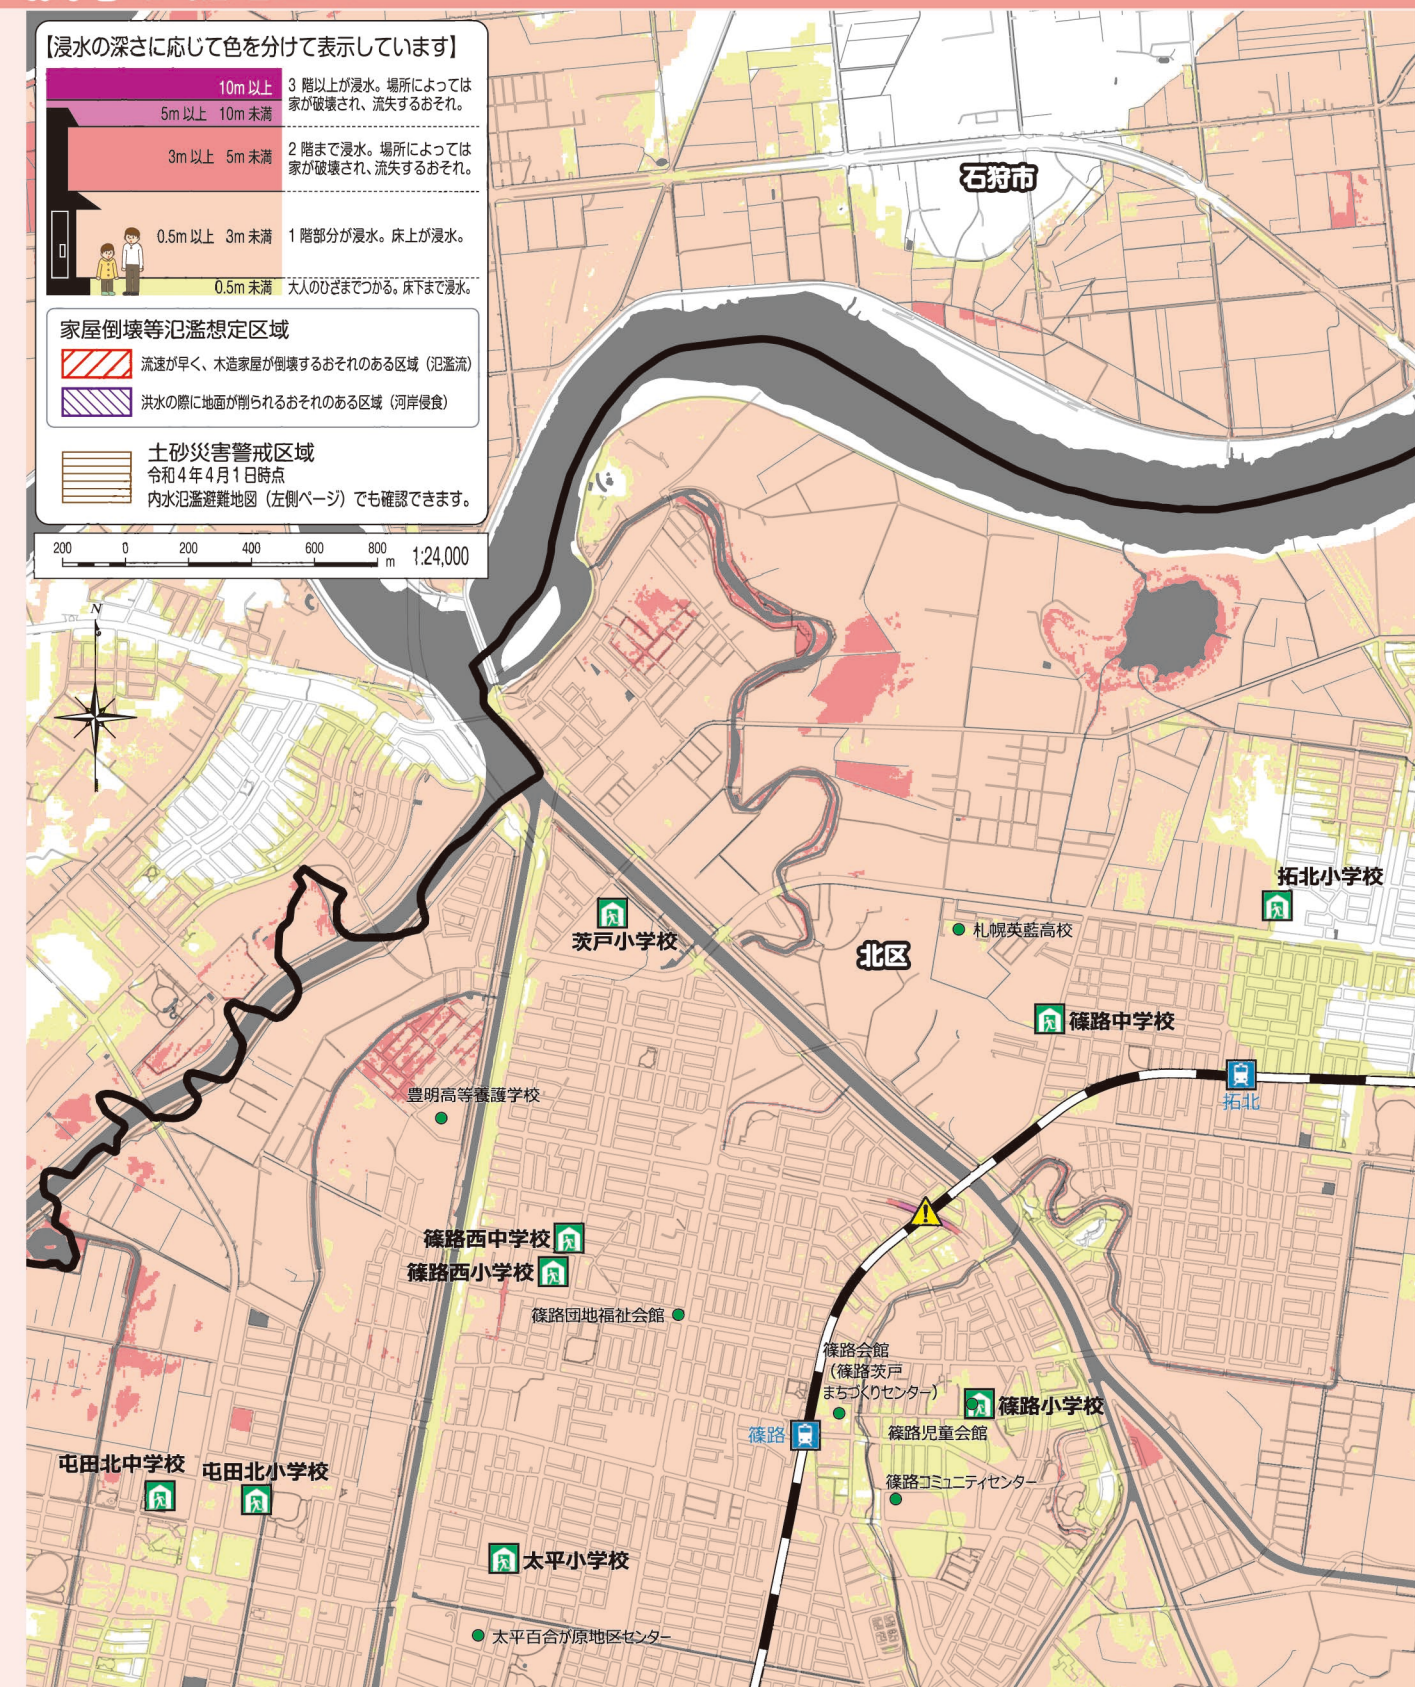 【浸水の深さに応じて色を分けて表示しています】
10m 以上
3 階以上が浸水。場所によっては
家が破壊され、流失するおそれ。
5m 以上 10m 未満
3m 以上 5m 未満
2 階まで浸水。場所によっては
家が破壊され、流失するおそれ。
0.5m 以上 3m 未満
1 階部分が浸水。床上が浸水。
0.5m 未満
大人のひざまでつかる。床下まで浸水。
家屋倒壊等氾濫想定区域
流速が早く、木造家屋が倒壊するおそれのある区域（氾濫流）
洪水の際に地面が削られるおそれのある区域（河岸侵食）
土砂災害警戒区域
令和4年4月1日時点
内水氾濫避難地図（左側ページ）でも確認できます。
200 0 200 400 600 800 m 1:24,000
N
石狩市
拓北小学校
茨戸小学校
札幌英藍高校
北区
篠路中学校
拓北
豊明高等養護学校
篠路西中学校
篠路西小学校
篠路団地福祉会館
篠路会館
（篠路茨戸
まちづくりセンター）
篠路小学校
篠路
篠路児童会館
篠路コミュニティセンター
屯田北中学校
屯田北小学校
太平小学校
太平百合が原地区センター